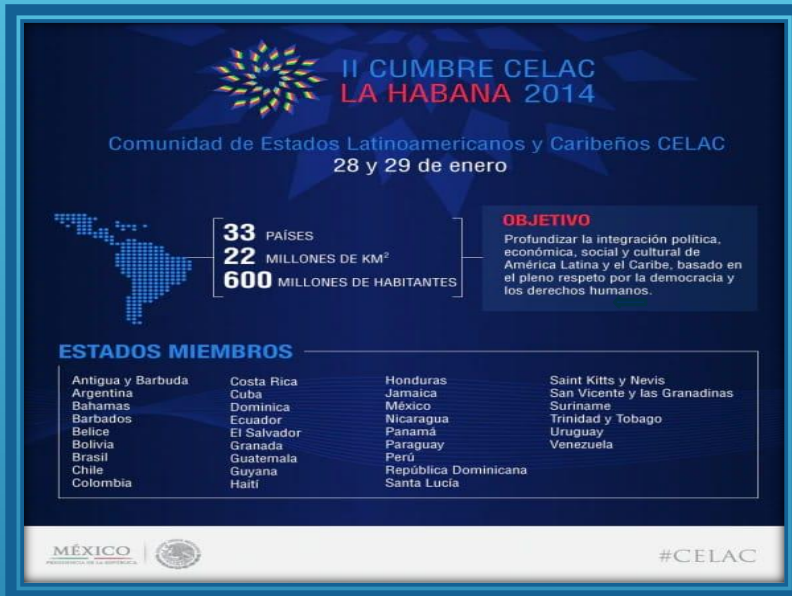 II CUMBRE CELAC
LA HABANA 2014
Comunidad de Estados Latinoamericanos y Caribeños CELAC
28 y 29 de enero
33 PAÍSES
22 MILLONES DE KM²
600 MILLONES DE HABITANTES
OBJETIVO
Profundizar la integración política,
económica, social y cultural de
América Latina y el Caribe, basado en
el pleno respeto por la democracia y
los derechos humanos.
ESTADOS MIEMBROS
Antigua y Barbuda
Argentina
Bahamas
Barbados
Belice
Bolivia
Brasil
Chile
Colombia
Costa Rica
Cuba
Dominica
Ecuador
El Salvador
Granada
Guatemala
Guyana
Haití
Honduras
Jamaica
México
Nicaragua
Panamá
Paraguay
Perú
República Dominicana
Santa Lucía
Saint Kitts y Nevis
San Vicente y las Granadinas
Suriname
Trinidad y Tobago
Uruguay
Venezuela
MÉXICO
PRESIDENCIA DE LA REPÚBLICA
#CELAC